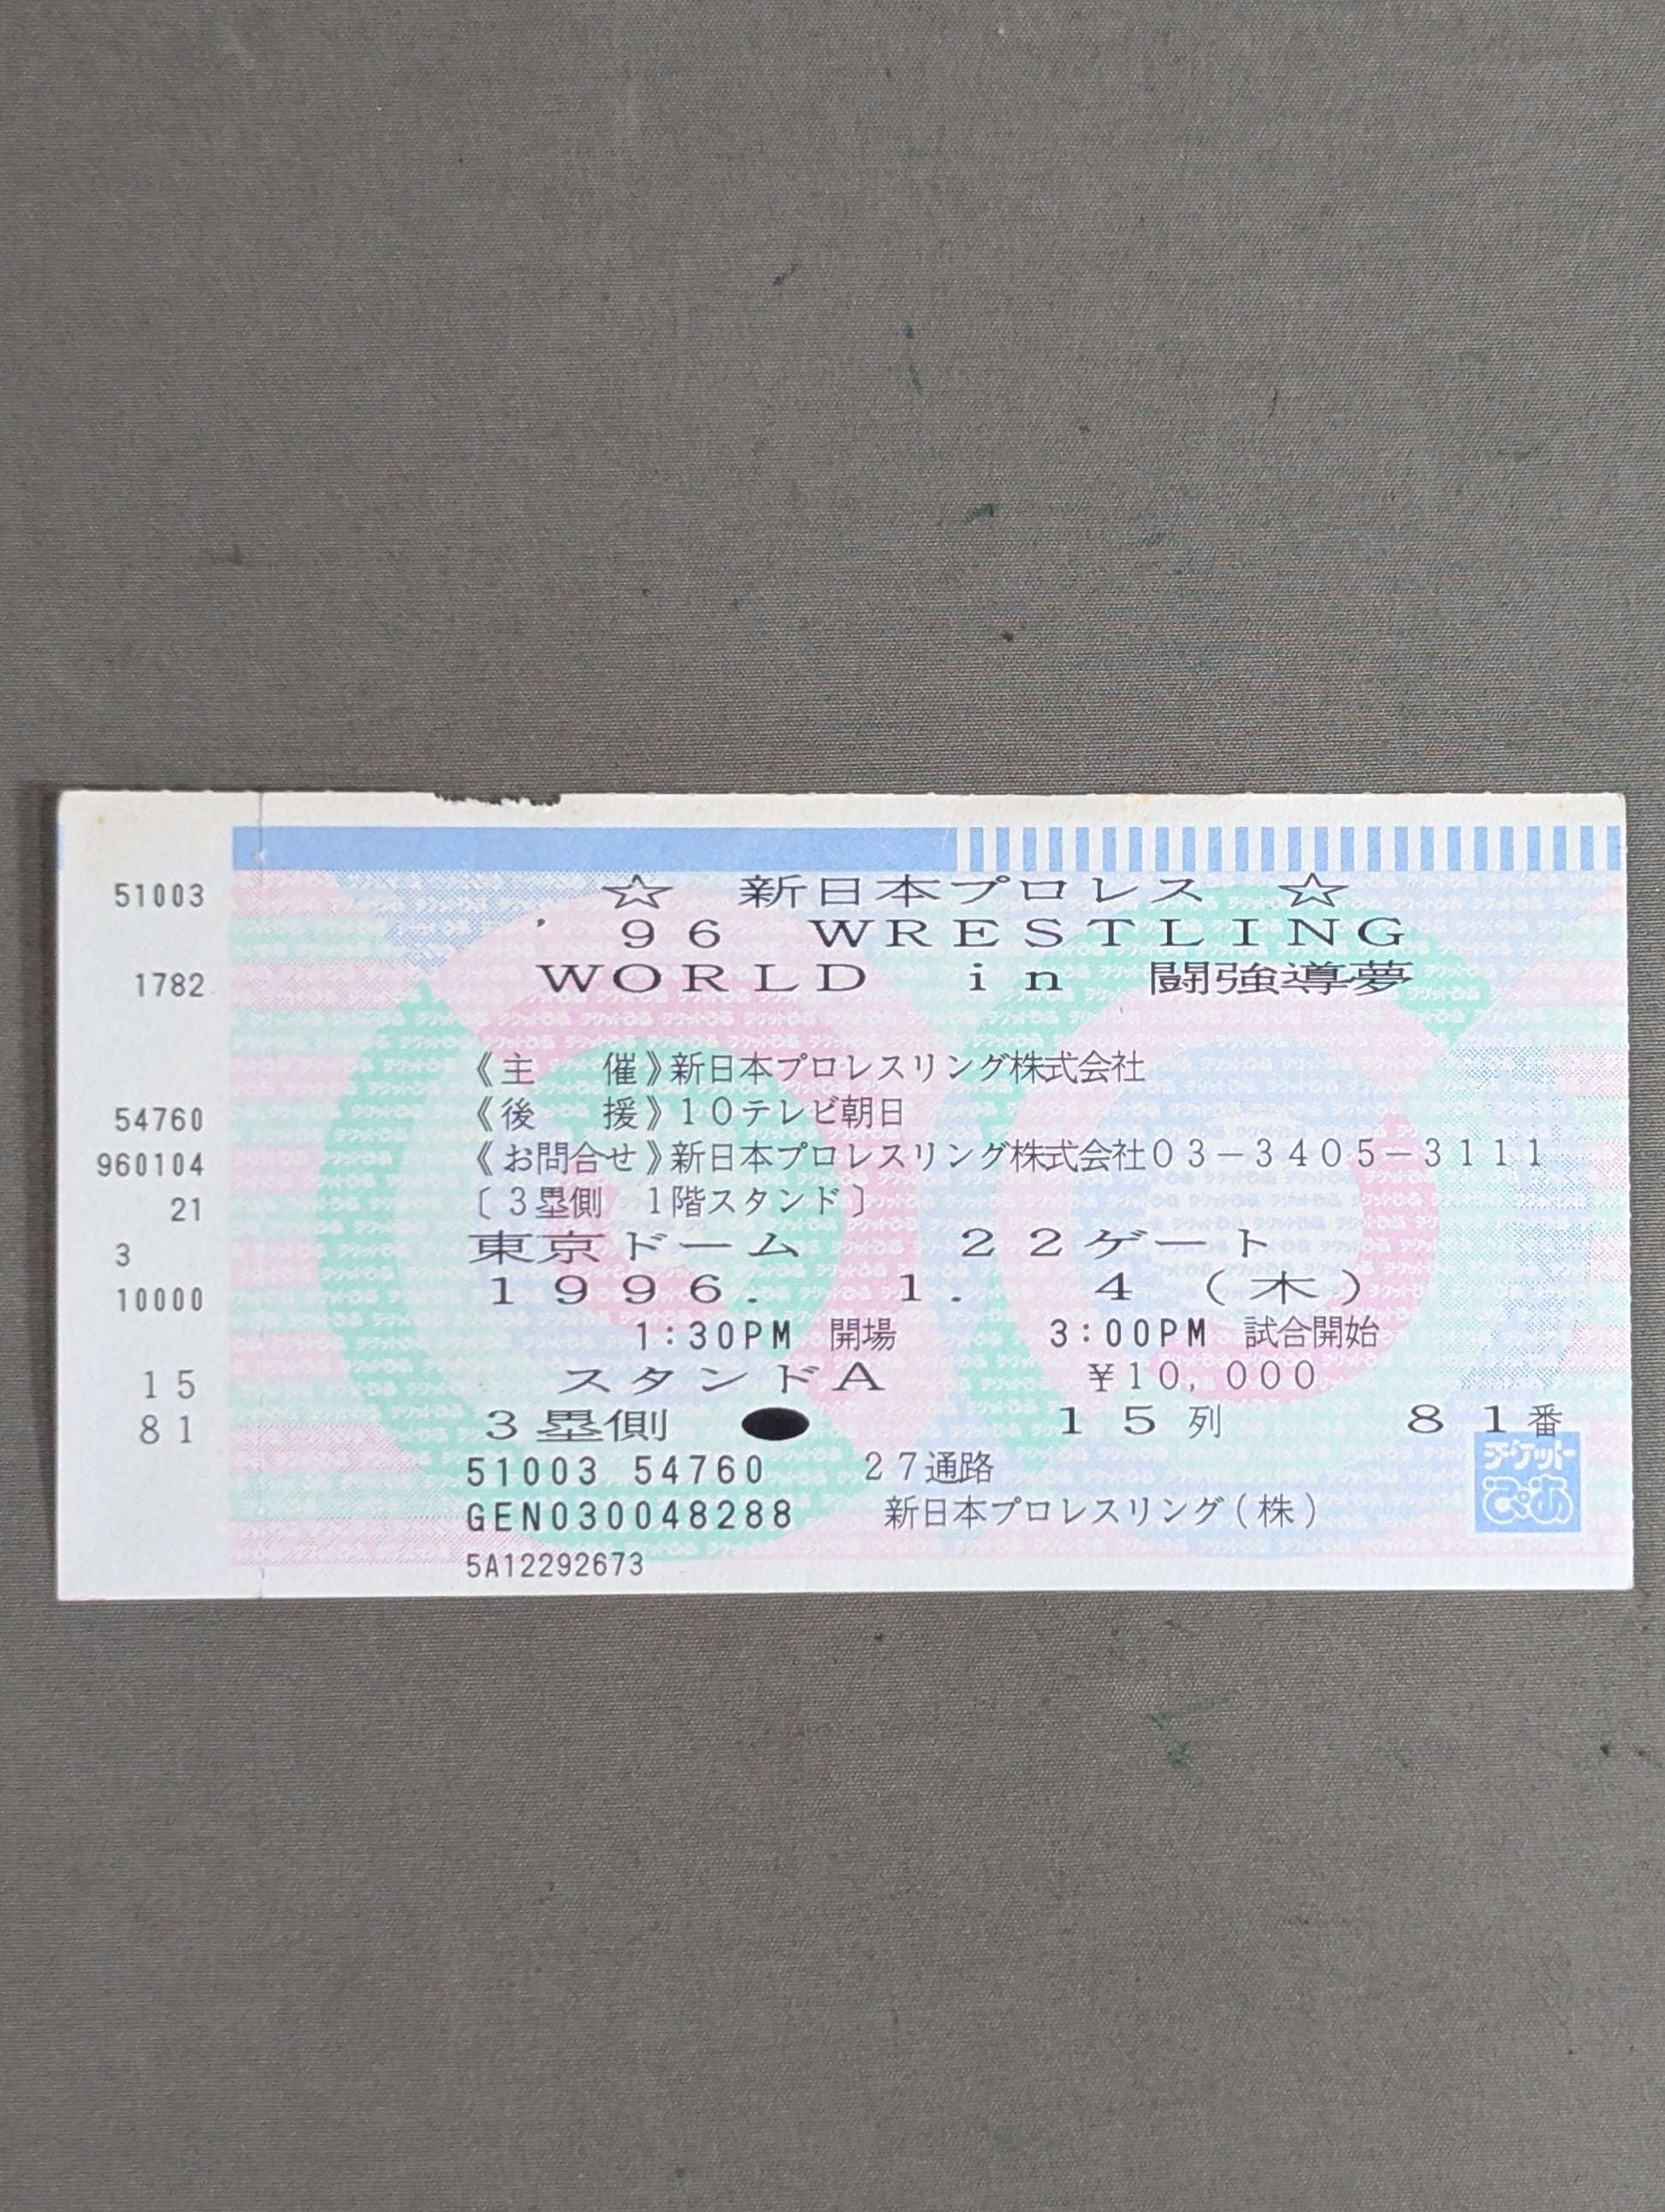 51003
1782
54760
960104
21
3
10000
15
81
☆ 新日本プロレス ☆
’96 WRESTLING
WORLD in 闘強導夢
《主 催》新日本プロレスリング株式会社
《後 援》10テレビ朝日
《お問合せ》新日本プロレスリング株式会社03-3405-3111
〔3塁側 1階スタンド〕
東京ドーム 22ゲート
1996. 1. 4(木)
1:30PM 開場 3:00PM 試合開始
スタンドA ¥10,000
3塁側 15列 81番
51003 54760 27通路
GEN030048288 新日本プロレスリング(株)
5A12292673
チケット
ぴあ